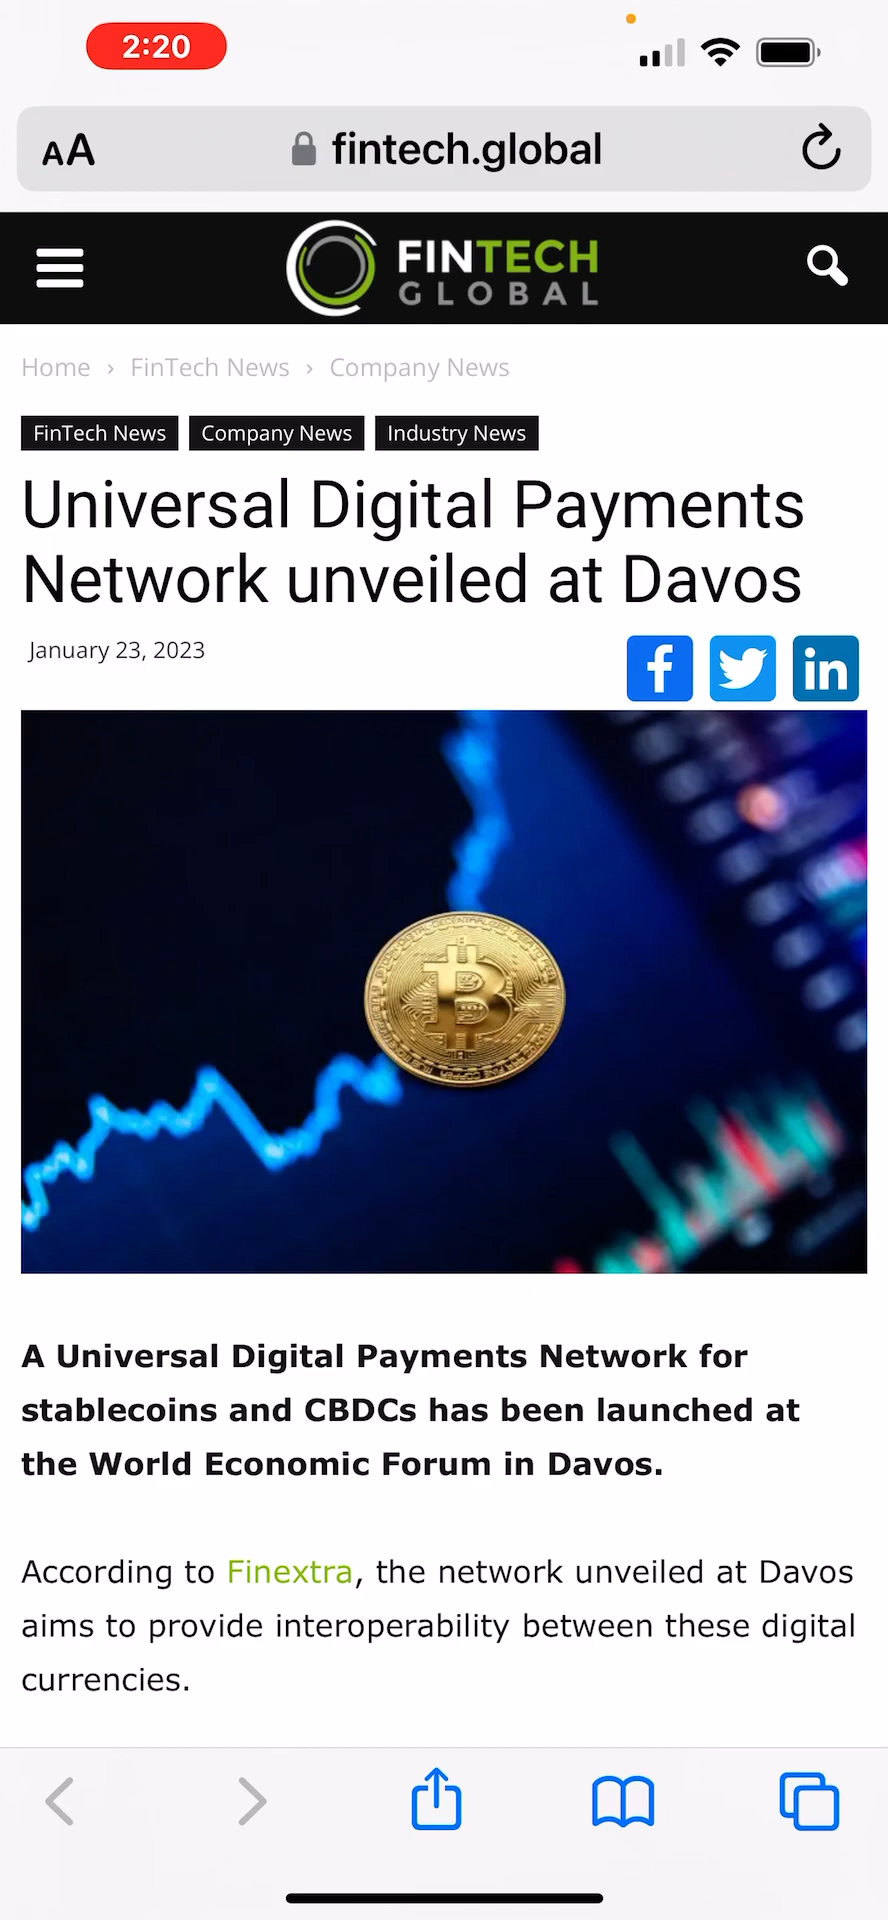 2:20
AA
fintech.global
FINTECH
GLOBAL
Home › FinTech News › Company News
FinTech News Company News Industry News
Universal Digital Payments
Network unveiled at Davos
January 23, 2023
A Universal Digital Payments Network for
stablecoins and CBDCs has been launched at
the World Economic Forum in Davos.
According to Finextra, the network unveiled at Davos
aims to provide interoperability between these digital
currencies.